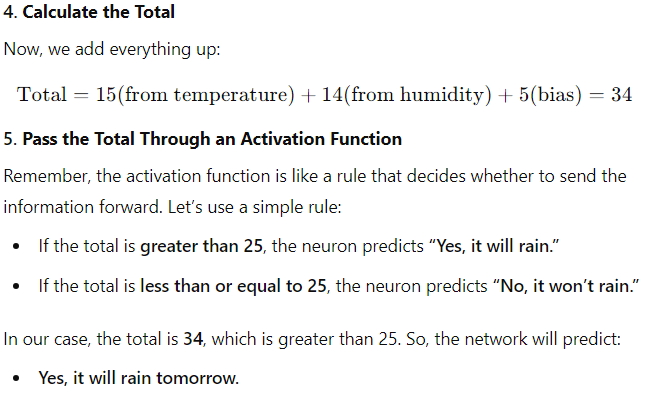 4. Calculate the Total
Now, we add everything up:
Total = 15(from temperature) + 14(from humidity) + 5(bias) = 34
5. Pass the Total Through an Activation Function
Remember, the activation function is like a rule that decides whether to send the
information forward. Let’s use a simple rule:
• If the total is greater than 25, the neuron predicts “Yes, it will rain.”
• If the total is less than or equal to 25, the neuron predicts “No, it won’t rain.”
In our case, the total is 34, which is greater than 25. So, the network will predict:
• Yes, it will rain tomorrow.